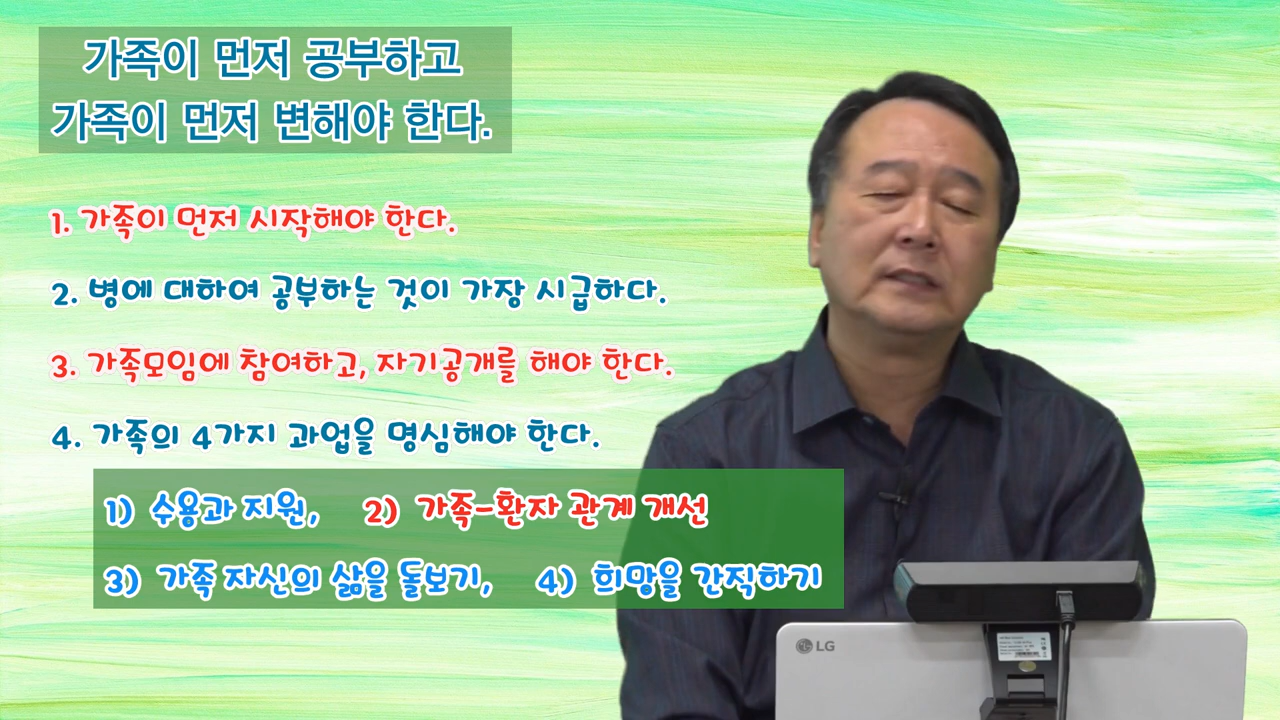 가족이 먼저 공부하고
가족이 먼저 변해야 한다.
1. 가족이 먼저 시작해야 한다.
2. 병에 대하여 공부하는 것이 가장 시급하다.
3. 가족모임에 참여하고, 자기공개를 해야 한다.
4. 가족의 4가지 과업을 명심해야 한다.
1) 수용과 지원, 2) 가족-환자 관계 개선
3) 가족 자신의 삶을 돌보기, 4) 희망을 간직하기
LG